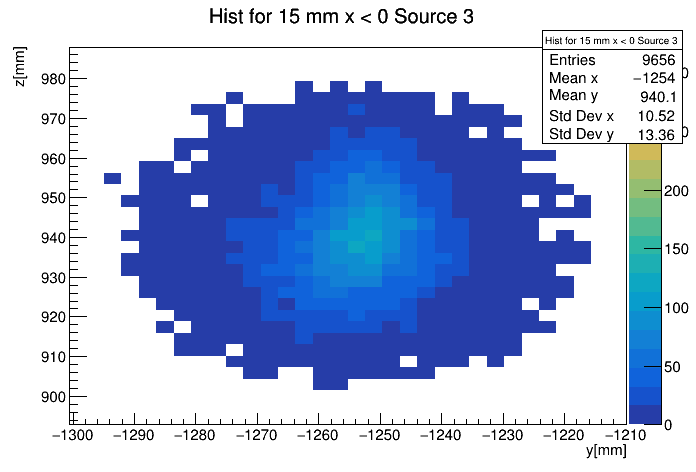 Hist for 15 mm x < 0 Source 3
z[mm]
Hist for 15 mm x < 0 Source 3
Entries 9656
Mean x −1254
Mean y 940.1
Std Dev x 10.52
Std Dev y 13.36
980
970
960
950
940
930
920
910
900
200
150
100
50
0
−1300 −1290 −1280 −1270 −1260 −1250 −1240 −1230 −1220 −1210
y[mm]